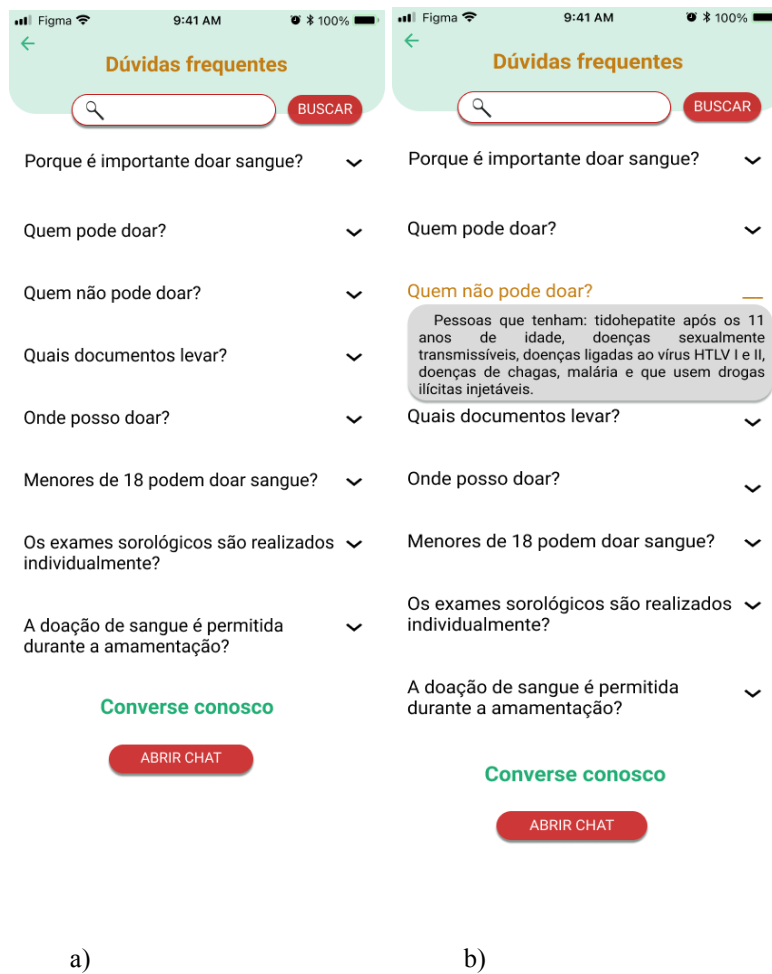 Figma 9:41 AM 100%
Dúvidas frequentes
BUSCAR
Porque é importante doar sangue?
Quem pode doar?
Quem não pode doar?
Quais documentos levar?
Onde posso doar?
Menores de 18 podem doar sangue?
Os exames sorológicos são realizados
individualmente?
A doação de sangue é permitida
durante a amamentação?
Converse conosco
ABRIR CHAT
a)
Figma 9:41 AM 100%
Dúvidas frequentes
BUSCAR
Porque é importante doar sangue?
Quem pode doar?
Quem não pode doar?
Pessoas que tenham: tidohepatite após os 11
anos de idade, doenças sexualmente
transmissíveis, doenças ligadas ao vírus HTLV I e II,
doenças de chagas, malária e que usem drogas
ilícitas injetáveis.
Quais documentos levar?
Onde posso doar?
Menores de 18 podem doar sangue?
Os exames sorológicos são realizados
individualmente?
A doação de sangue é permitida
durante a amamentação?
Converse conosco
ABRIR CHAT
b)